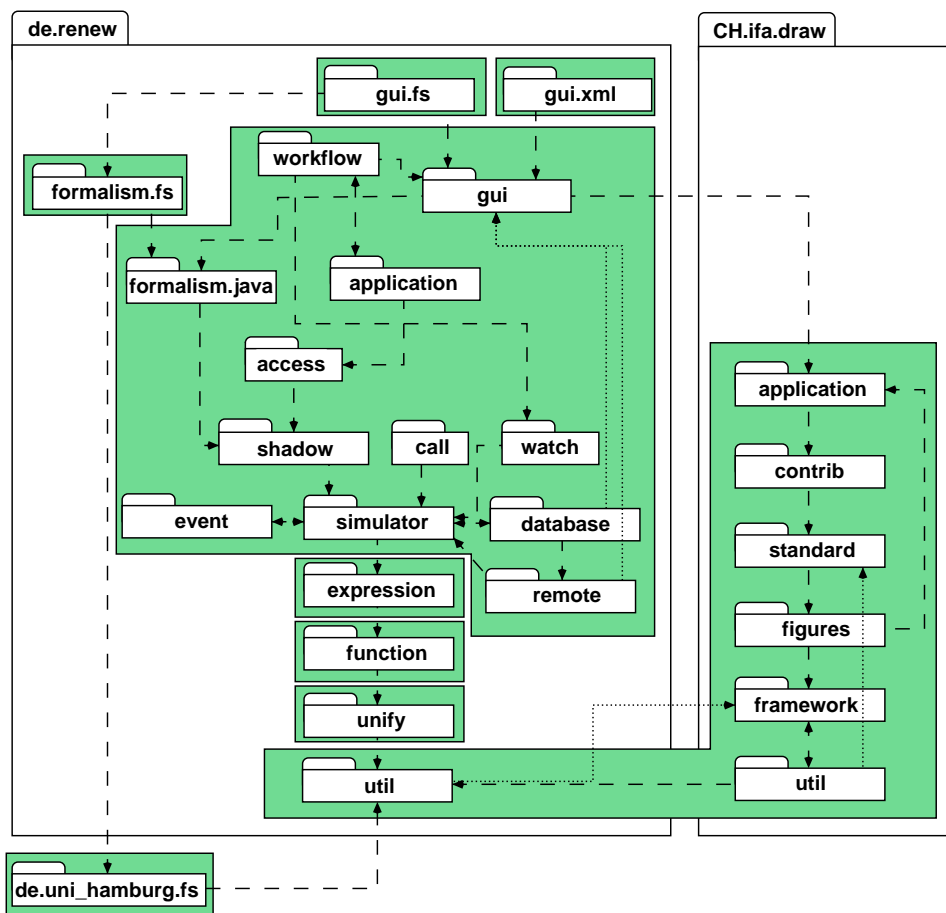 de.renew
CH.ifa.draw
gui.fs
gui.xml
workflow
formalism.fs
gui
formalism.java
application
access
application
shadow
call
watch
contrib
event
simulator
database
standard
expression
remote
function
figures
unify
framework
util
util
de.uni_hamburg.fs